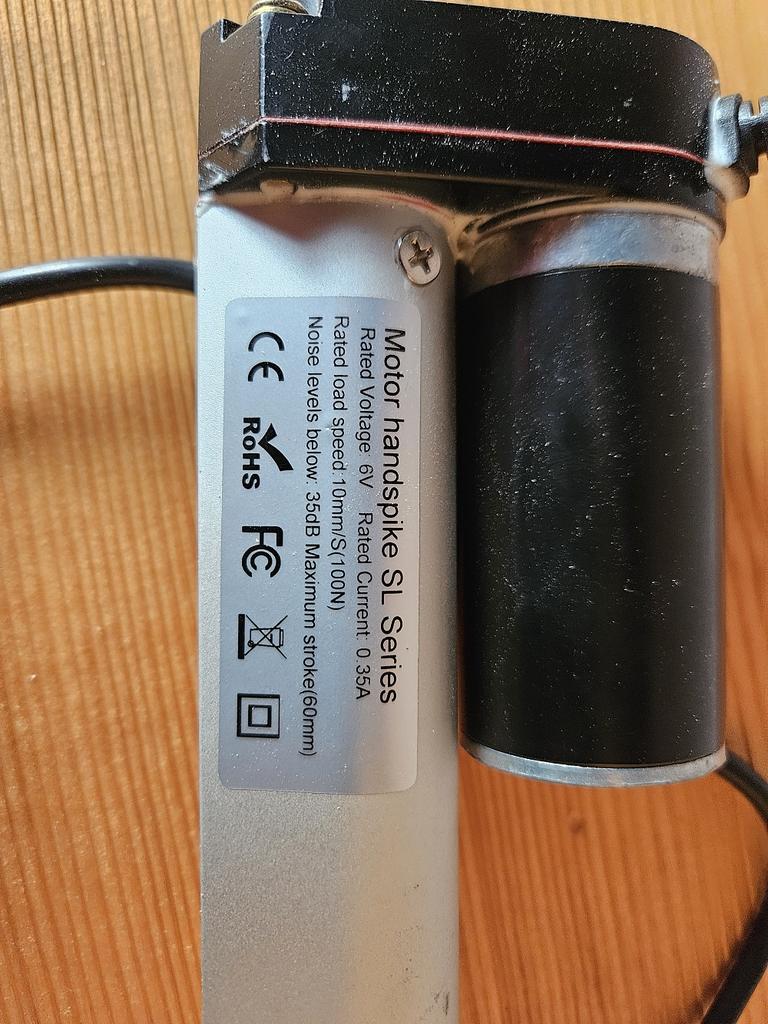 Motor handspike SL Series
Rated Voltage: 6V Rated Current: 0.35A
Rated load speed:10mm/S(100N)
Noise levels below: 35dB Maximum stroke(60mm)
CE RoHS FC